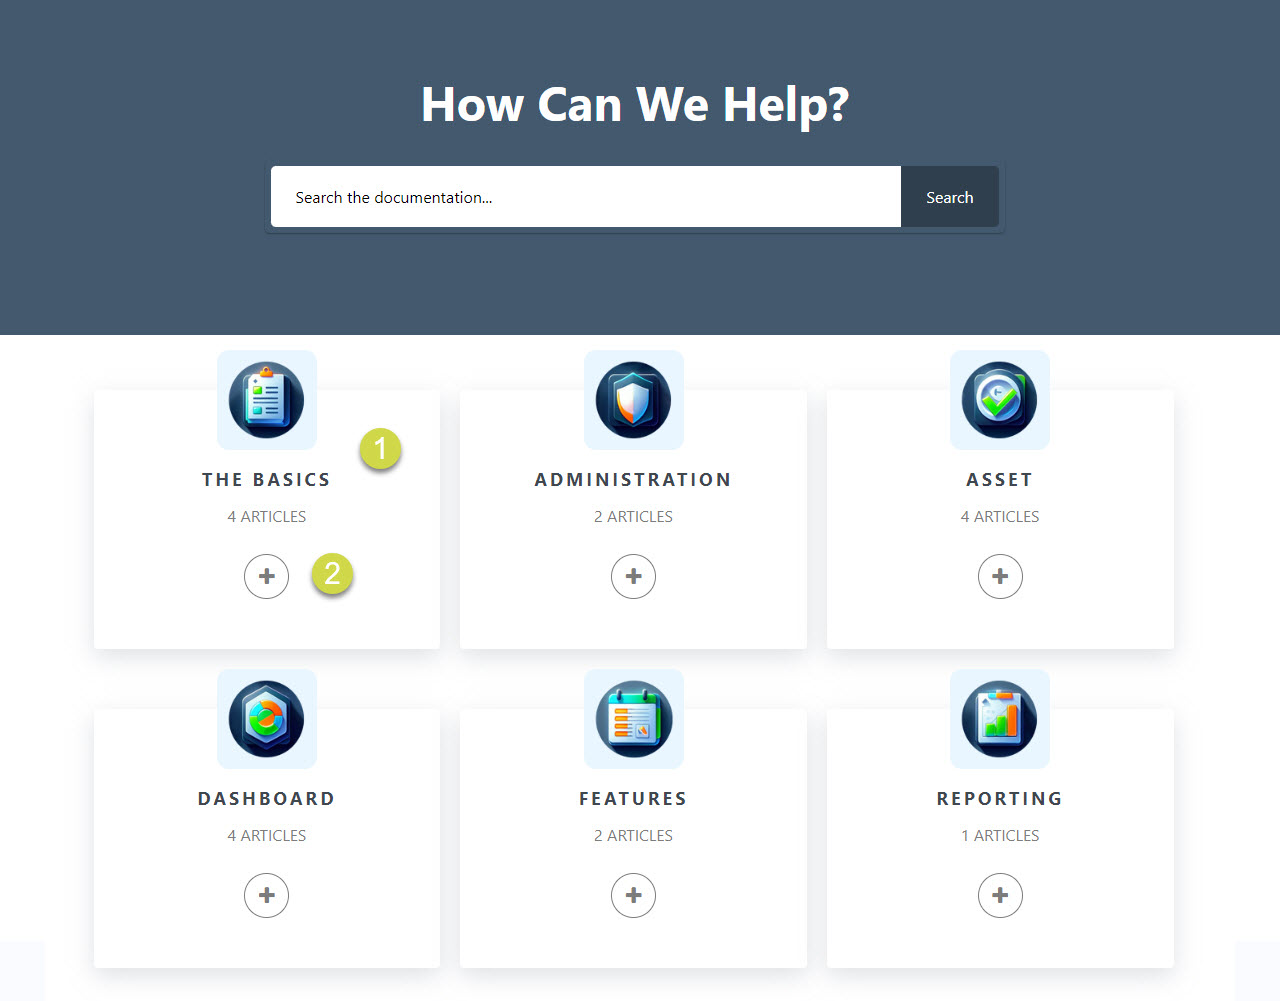 How Can We Help?
Search the documentation... Search
1
THE BASICS ADMINISTRATION ASSET
4 ARTICLES 2 ARTICLES 4 ARTICLES
2
DASHBOARD FEATURES REPORTING
4 ARTICLES 2 ARTICLES 1 ARTICLES